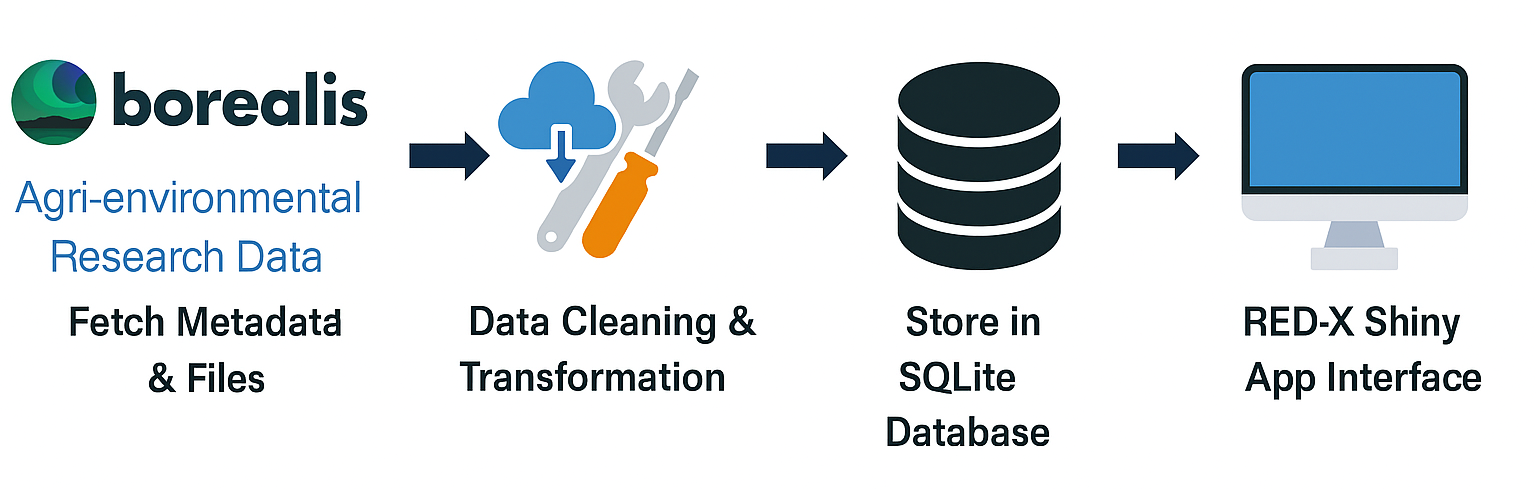 borealis
Agri-environmental
Research Data
Fetch Metadata
& Files
Data Cleaning &
Transformation
Store in
SQLite
Database
RED-X Shiny
App Interface